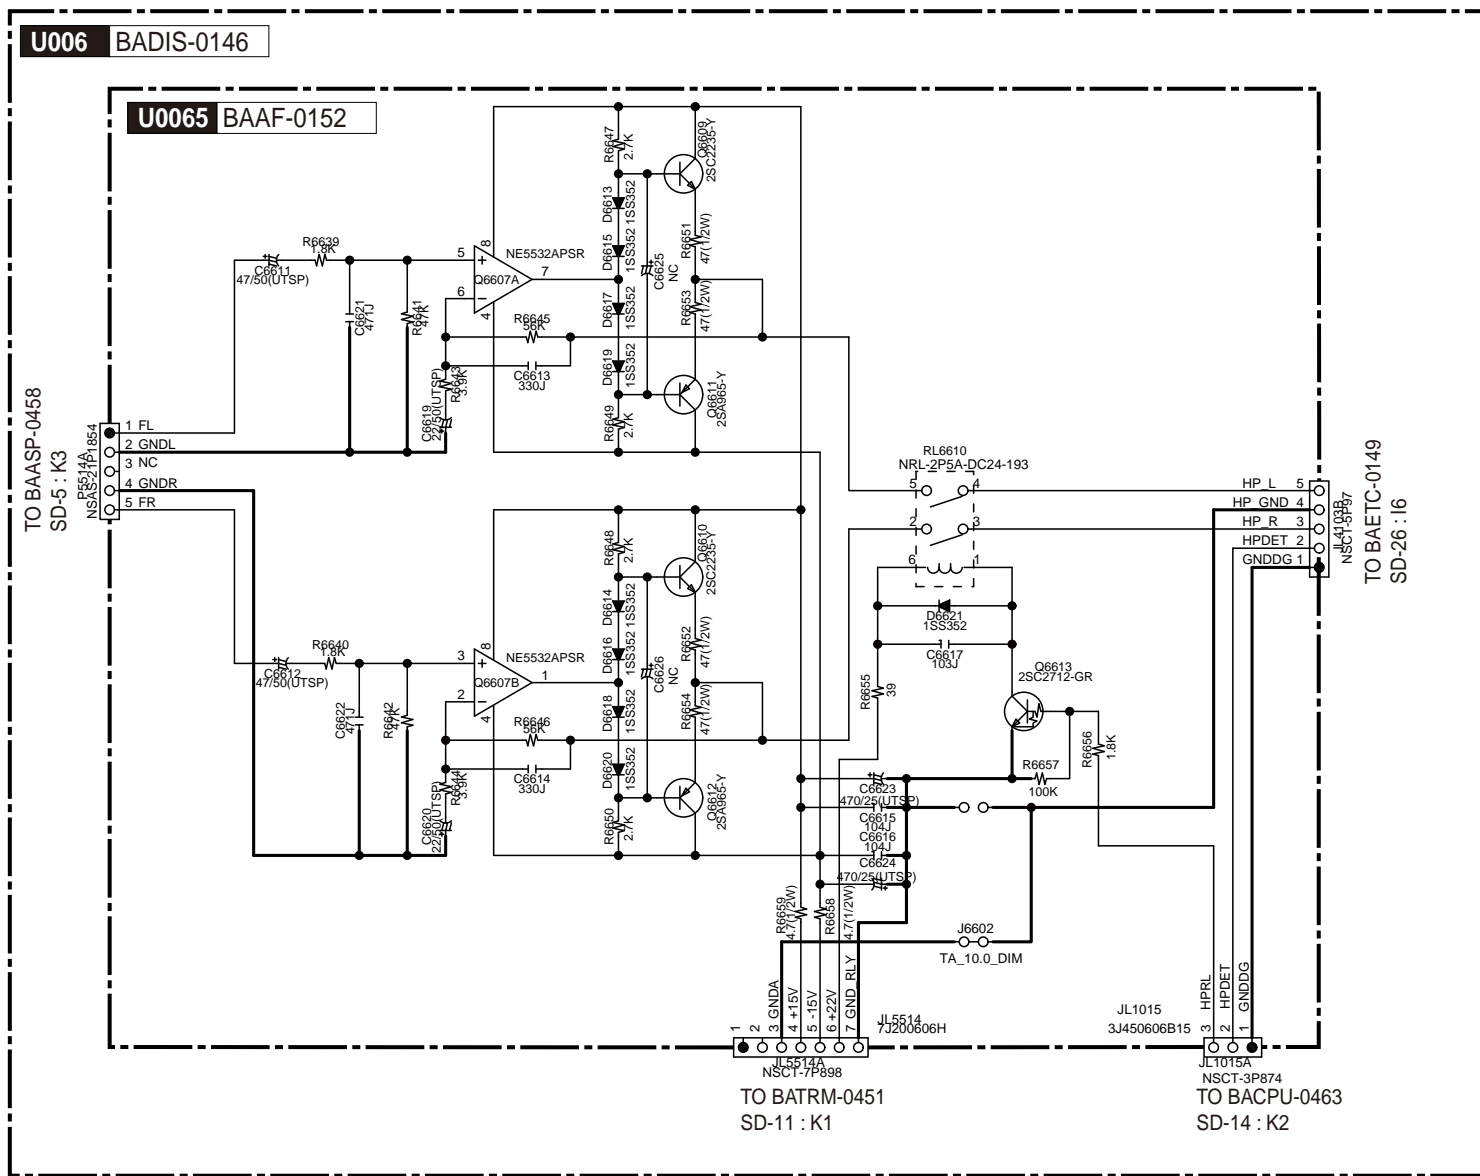 U006 BADIS-0146
U0065 BAAF-0152
R6647
2.7K
Q6609
2SC2235-Y
D6613
1SS352
R6639
1.8K
C6611
47/50(UTSP)
C6621
471J
R6641
47K
5
+
8
NE5532APSR
Q6607A
7
6
−
4
D6615
1SS352
C6625
NC
R6651
47(1/2W)
D6617
1SS352
R6653
47(1/2W)
R6645
56K
C6613
330J
D6619
1SS352
R6643
3.9K
C6619
22/50(UTSP)
R6649
2.7K
Q6611
2SA965-Y
TO BAASP-0458
SD-5 : K3
P5514A
NSAS-21P1854
1 FL
2 GNDL
3 NC
4 GNDR
5 FR
RL6610
NRL-2P5A-DC24-193
5
4
2
3
6
1
HP_L 5
HP_GND 4
HP_R 3
HPDET 2
GNDDG 1
JL4103B
NSCT-5P97
TO BAETC-0149
SD-26 : I6
R6648
2.7K
Q6610
2SC2235-Y
D6614
1SS352
D6621
1SS352
C6617
103J
R6640
1.8K
C6612
47/50(UTSP)
C6622
471J
R6642
47K
3
+
8
NE5532APSR
Q6607B
1
2
−
4
D6616
1SS352
C6626
NC
R6652
47(1/2W)
D6618
1SS352
R6654
47(1/2W)
R6655
39
Q6613
2SC2712-GR
R6656
1.8K
R6657
100K
R6646
56K
C6614
330J
D6620
1SS352
R6644
3.9K
C6620
22/50(UTSP)
R6650
2.7K
Q6612
2SA965-Y
C6623
470/25(UTSP)
C6615
104J
C6616
104J
C6624
470/25(UTSP)
R6659
4.7(1/2W)
R6658
4.7(1/2W)
J6602
TA_10.0_DIM
1
2
3 GNDA
4 +15V
5 -15V
6 +22V
7 GND_RLY
JL5514
7J200606H
JL5514A
NSCT-7P898
TO BATRM-0451
SD-11 : K1
JL1015
3J450606B15
3 HPRL
2 HPDET
1 GNDDG
JL1015A
NSCT-3P874
TO BACPU-0463
SD-14 : K2